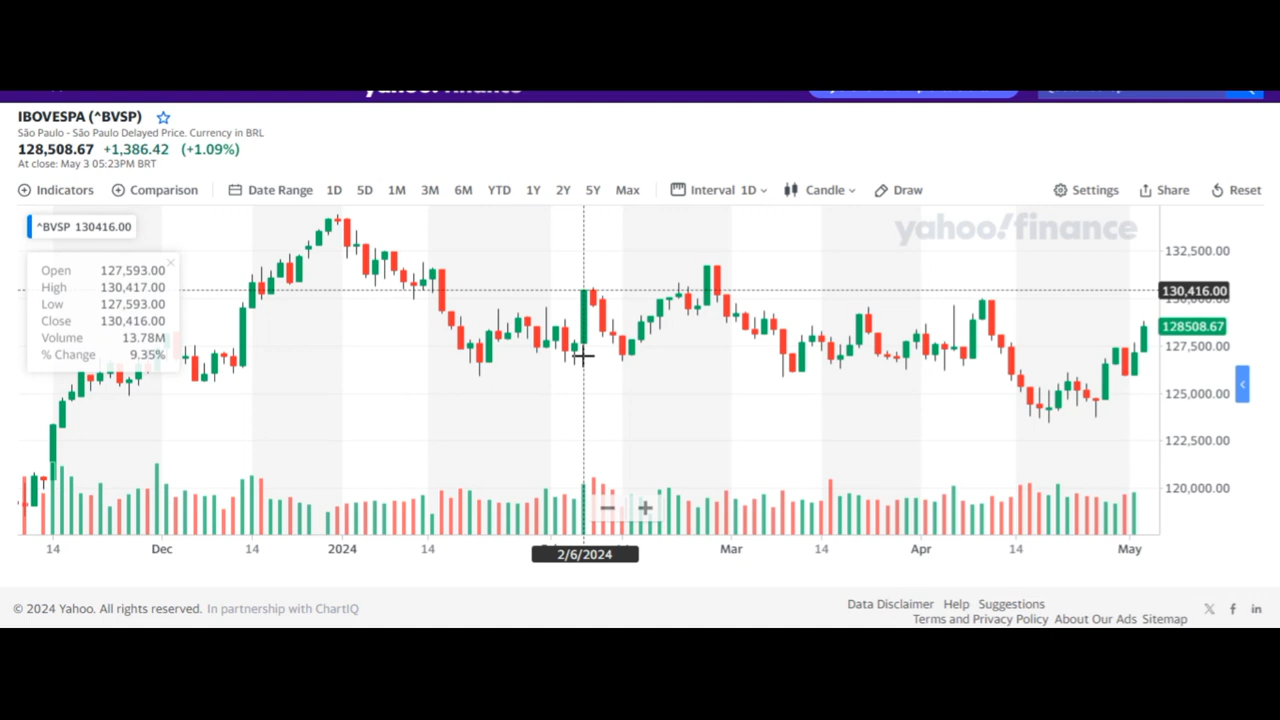 IBOVESPA (^BVSP)
São Paulo - São Paulo Delayed Price. Currency in BRL
128,508.67 +1,386.42 (+1.09%)
At close: May 3 05:23PM BRT
Indicators Comparison Date Range 1D 5D 1M 3M 6M YTD 1Y 2Y 5Y Max Interval 1D Candle Draw Settings Share Reset
^BVSP 130416.00
yahoo!finance
Open 127,593.00
High 130,417.00
Low 127,593.00
Close 130,416.00
Volume 13.78M
% Change 9.35%
132,500.00
130,416.00
128508.67
127,500.00
125,000.00
122,500.00
120,000.00
14 Dec 14 2024 14 Mar 14 Apr 14 May
2/6/2024
© 2024 Yahoo. All rights reserved. In partnership with ChartIQ
Data Disclaimer Help Suggestions
Terms and Privacy Policy About Our Ads Sitemap